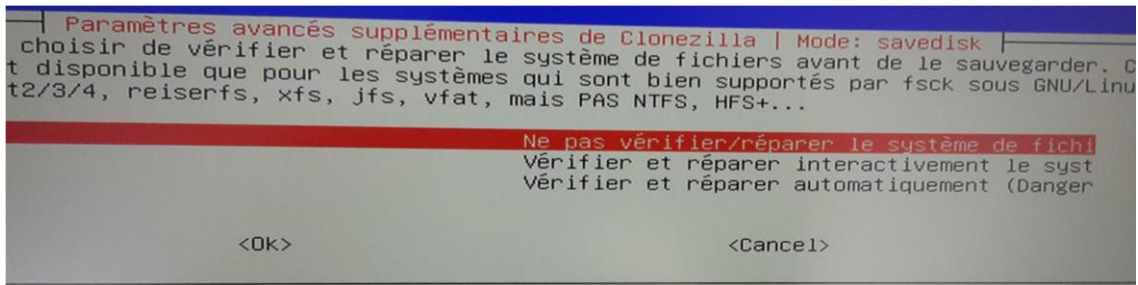 Paramètres avancés supplémentaires de Clonezilla | Mode: savedisk
choisir de vérifier et réparer le système de fichiers avant de le sauvegarder. C
t disponible que pour les systèmes qui sont bien supportés par fsck sous GNU/Linu
t2/3/4, reiserfs, xfs, jfs, vfat, mais PAS NTFS, HFS+...
Ne pas vérifier/réparer le système de fichi
Vérifier et réparer interactivement le syst
Vérifier et réparer automatiquement (Danger
<Ok> <Cancel>